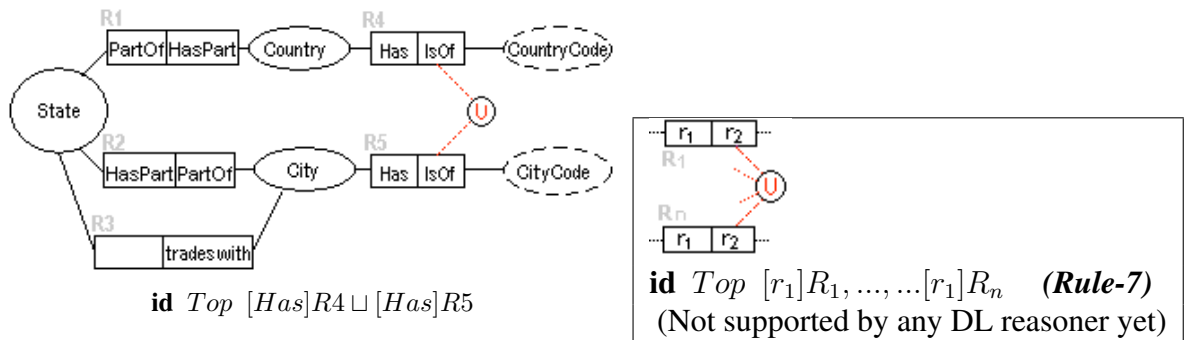 R1
PartOf HasPart
Country
R4
Has IsOf
CountryCode
State
U
R2
HasPart PartOf
City
R5
Has IsOf
CityCode
R3
trades with
id Top [Has]R4 ⊔ [Has]R5
r₁ r₂
R₁
U
Rn
r₁ r₂
id Top [r₁]R₁, ..., ...[r₁]Rₙ (Rule-7)
(Not supported by any DL reasoner yet)